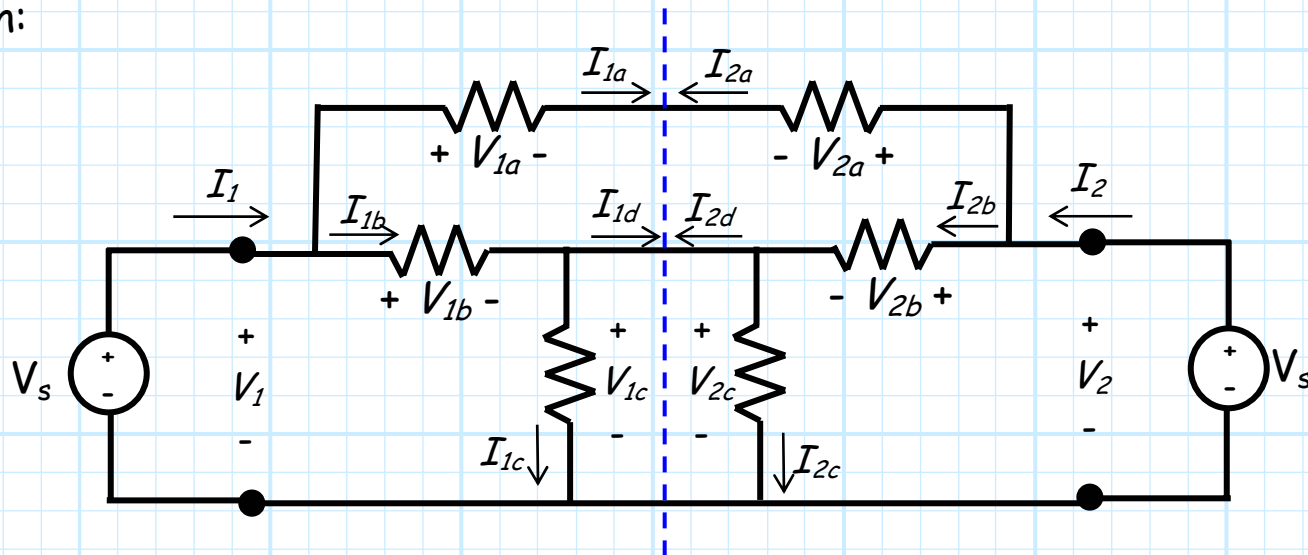 n:
I1a I2a
+ V1a - - V2a +
I1 I1b I1d I2d I2b I2
+ V1b - - V2b +
+ + + +
Vs + - V1 V1c V2c V2 + - Vs
- - - -
I1c I2c